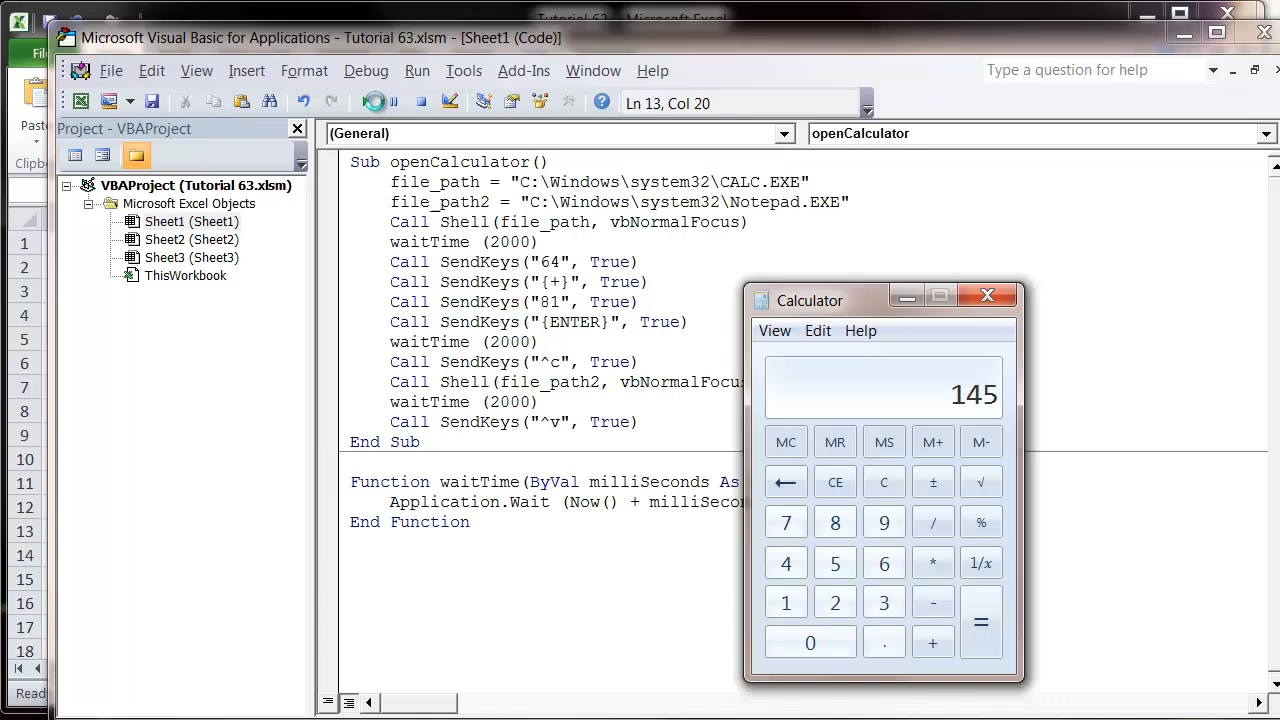 Tutorial 63 - Microsoft Excel
Microsoft Visual Basic for Applications - Tutorial 63.xlsm - [Sheet1 (Code)]
File Edit View Insert Format Debug Run Tools Add-Ins Window Help
Type a question for help
Ln 13, Col 20
Paste
Project - VBAProject
VBAProject (Tutorial 63.xlsm)
Microsoft Excel Objects
Sheet1 (Sheet1)
Sheet2 (Sheet2)
Sheet3 (Sheet3)
ThisWorkbook
(General)
openCalculator
Sub openCalculator()
file_path = "C:\Windows\system32\CALC.EXE"
file_path2 = "C:\Windows\system32\Notepad.EXE"
Call Shell(file_path, vbNormalFocus)
waitTime (2000)
Call SendKeys("64", True)
Call SendKeys("{+}", True)
Call SendKeys("81", True)
Call SendKeys("{ENTER}", True)
waitTime (2000)
Call SendKeys("^c", True)
Call Shell(file_path2, vbNormalFocus
waitTime (2000)
Call SendKeys("^v", True)
End Sub
Function waitTime(ByVal milliSeconds As
Application.Wait (Now() + milliSecon
End Function
Calculator
View Edit Help
145
MC MR MS M+ M-
← CE C ± √
7 8 9 / %
4 5 6 * 1/x
1 2 3 - =
0 . +
1
2
3
4
5
6
7
8
9
10
11
12
13
14
15
16
17
18